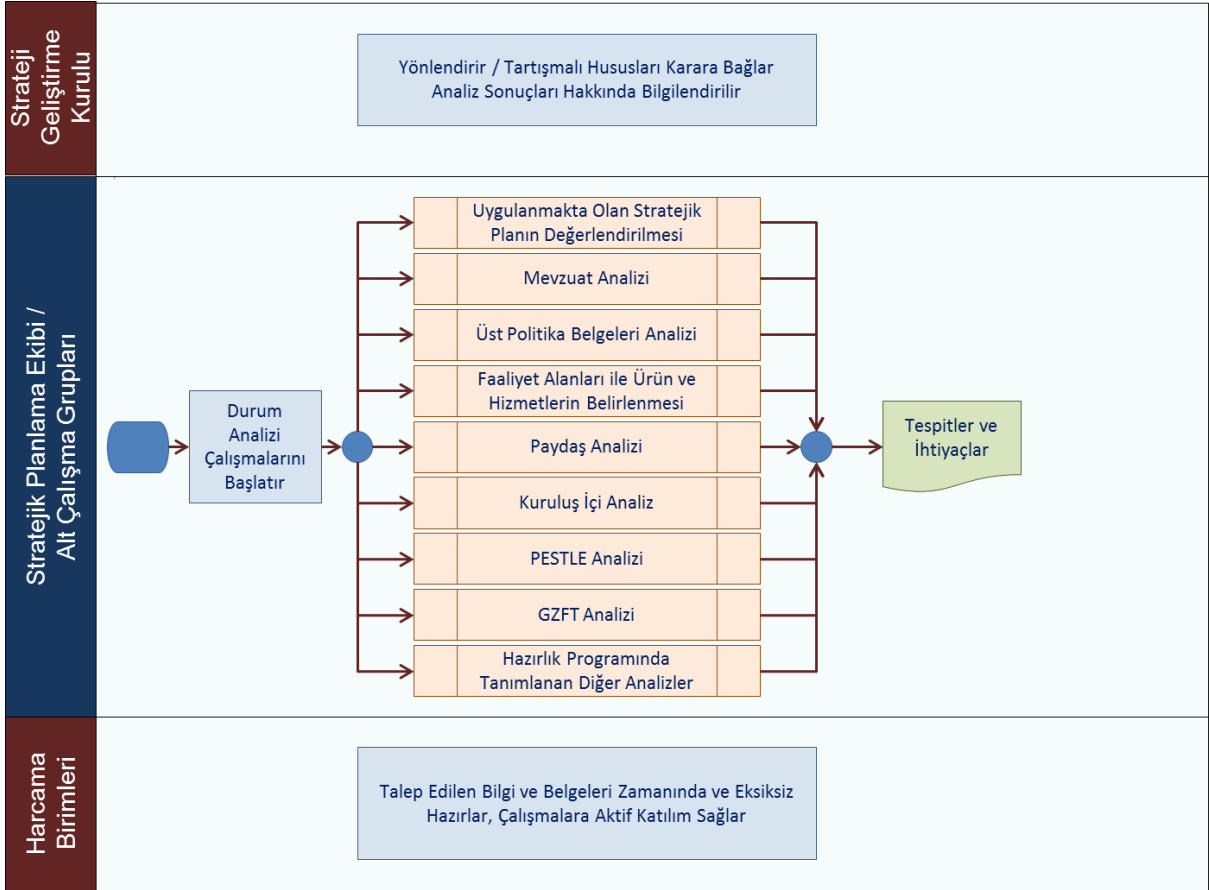 Strateji
Geliştirme
Kurulu
Yönlendirir / Tartışmalı Hususları Karara Bağlar
Analiz Sonuçları Hakkında Bilgilendirilir
Stratejik Planlama Ekibi /
Alt Çalışma Grupları
Durum
Analizi
Çalışmalarını
Başlatır
Uygulanmakta Olan Stratejik
Planın Değerlendirilmesi
Mevzuat Analizi
Üst Politika Belgeleri Analizi
Faaliyet Alanları ile Ürün ve
Hizmetlerin Belirlenmesi
Paydaş Analizi
Kuruluş İçi Analiz
PESTLE Analizi
GZFT Analizi
Hazırlık Programında
Tanımlanan Diğer Analizler
Tespitler ve
İhtiyaçlar
Harcama
Birimleri
Talep Edilen Bilgi ve Belgeleri Zamanında ve Eksiksiz
Hazırlar, Çalışmalara Aktif Katılım Sağlar